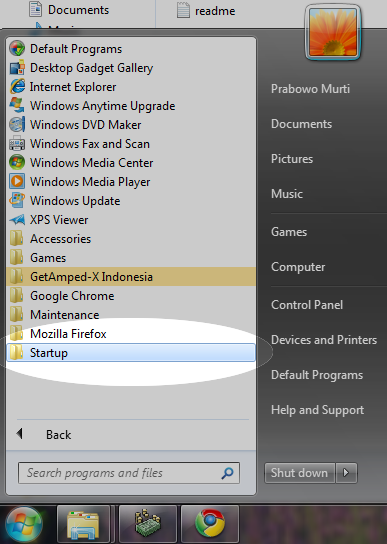 Documents
readme
Default Programs
Desktop Gadget Gallery
Internet Explorer
Windows Anytime Upgrade
Windows DVD Maker
Windows Fax and Scan
Windows Media Center
Windows Media Player
Windows Update
XPS Viewer
Accessories
Games
GetAmped-X Indonesia
Google Chrome
Maintenance
Mozilla Firefox
Startup
Back
Search programs and files
Prabowo Murti
Documents
Pictures
Music
Games
Computer
Control Panel
Devices and Printers
Default Programs
Help and Support
Shut down